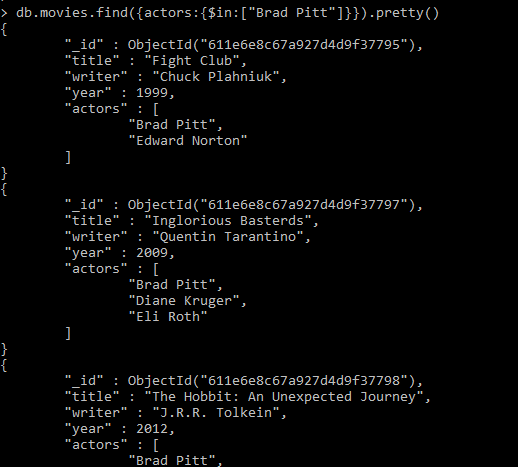 > db.movies.find({actors:{$in:["Brad Pitt"]}}).pretty()
{
        "_id" : ObjectId("611e6e8c67a927d4d9f37795"),
        "title" : "Fight Club",
        "writer" : "Chuck Plahniuk",
        "year" : 1999,
        "actors" : [
                "Brad Pitt",
                "Edward Norton"
        ]
}
{
        "_id" : ObjectId("611e6e8c67a927d4d9f37797"),
        "title" : "Inglorious Basterds",
        "writer" : "Quentin Tarantino",
        "year" : 2009,
        "actors" : [
                "Brad Pitt",
                "Diane Kruger",
                "Eli Roth"
        ]
}
{
        "_id" : ObjectId("611e6e8c67a927d4d9f37798"),
        "title" : "The Hobbit: An Unexpected Journey",
        "writer" : "J.R.R. Tolkein",
        "year" : 2012,
        "actors" : [
                "Brad Pitt",